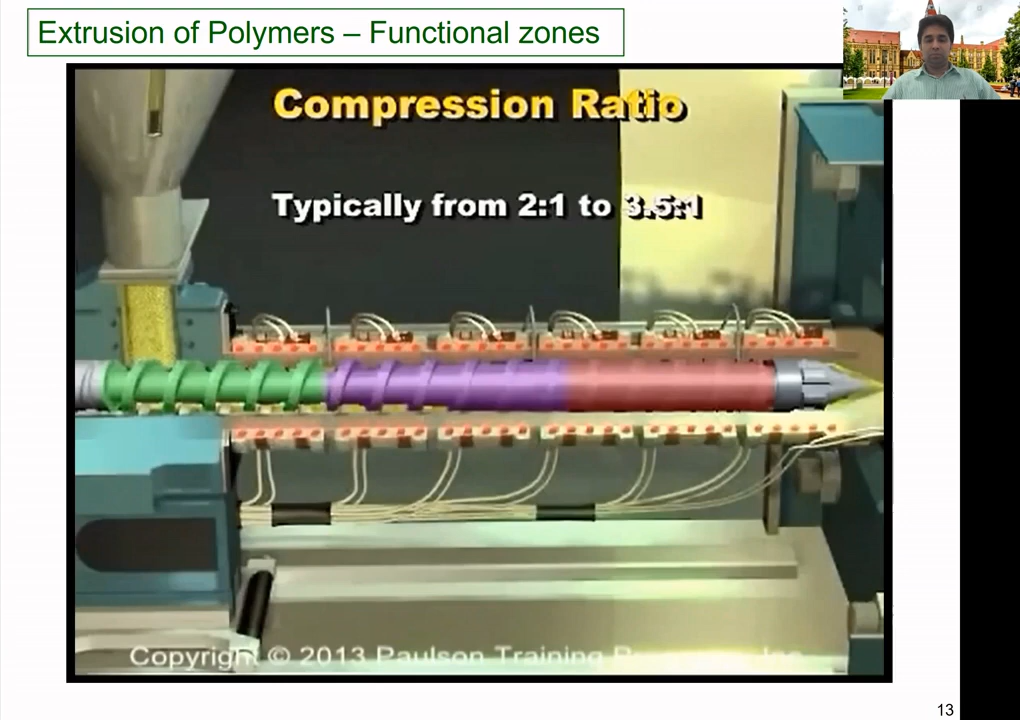 Extrusion of Polymers – Functional zones
Compression Ratio
Typically from 2:1 to 3.5:1
Copyright © 2013 Paulson Training
13